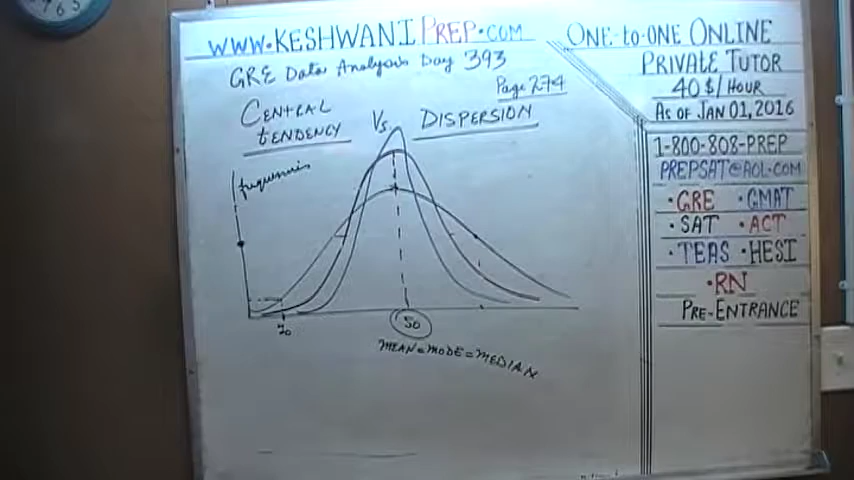 WWW.KESHWANIPREP.COM
GRE Data Analysis Day 393
Page 274
CENTRAL TENDENCY Vs. DISPERSION
frequencies
50
MEAN = MODE = MEDIAN
ONE-to-ONE ONLINE
PRIVATE TUTOR
40$/HOUR
AS OF JAN 01, 2016
1-800-808-PREP
PREPSAT@AOL.COM
•GRE •GMAT
•SAT •ACT
•TEAS •HESI
•RN
PRE-ENTRANCE